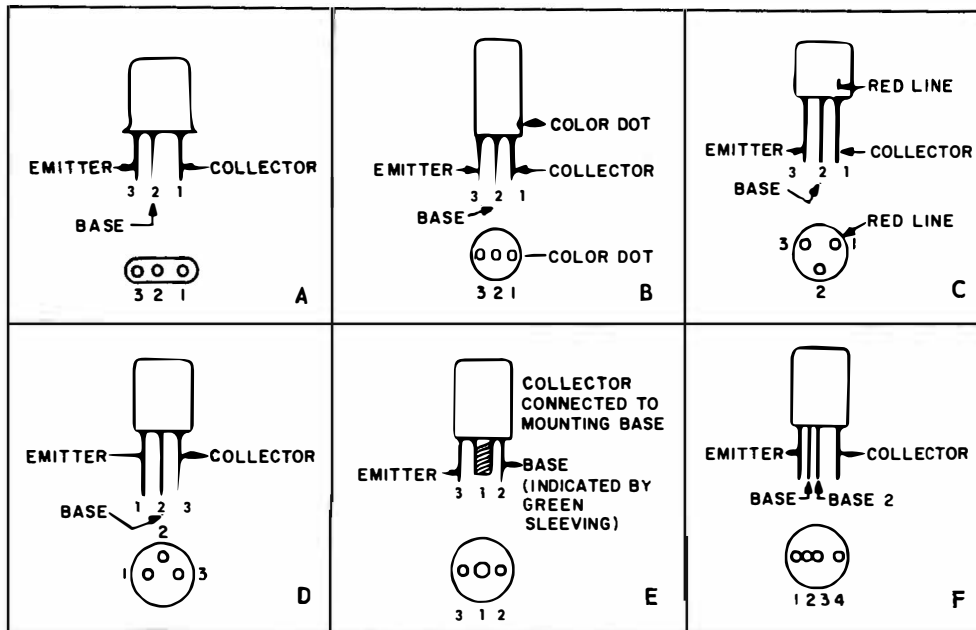 EMITTER
COLLECTOR
3 2 1
BASE
3 2 1
A
COLOR DOT
EMITTER
COLLECTOR
3 2 1
BASE
COLOR DOT
3 2 1
B
RED LINE
EMITTER
COLLECTOR
3 2 1
BASE
RED LINE
3 1
2
C
EMITTER
COLLECTOR
1 2 3
BASE
2
1 3
D
COLLECTOR
CONNECTED TO
MOUNTING BASE
EMITTER
BASE
3 1 2
(INDICATED BY
GREEN
SLEEVING)
3 1 2
E
EMITTER
COLLECTOR
BASE BASE 2
1 2 3 4
F